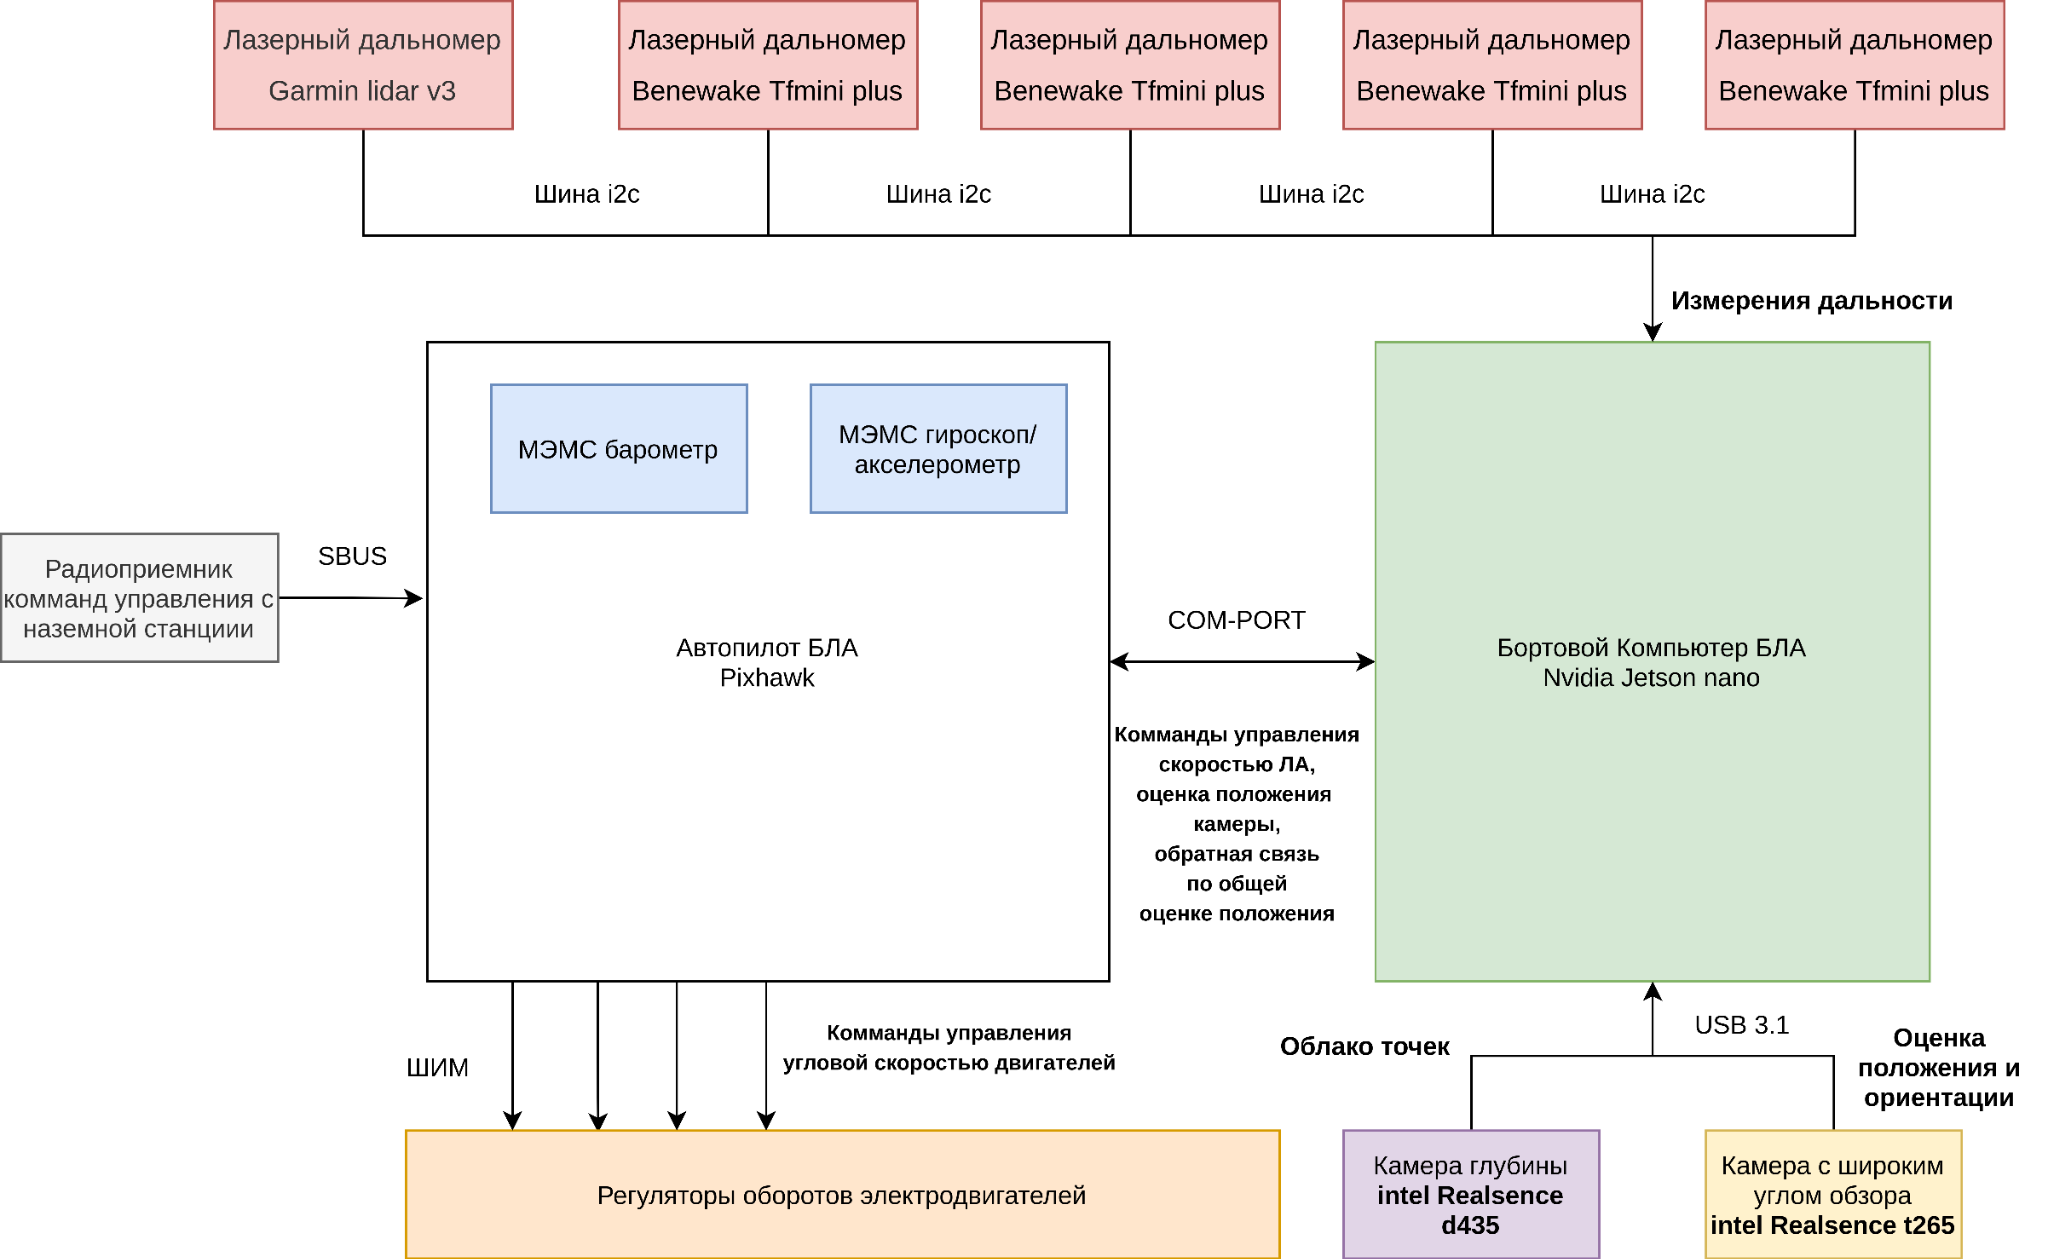 Лазерный дальномер
Garmin lidar v3
Лазерный дальномер
Benewake Tfmini plus
Лазерный дальномер
Benewake Tfmini plus
Лазерный дальномер
Benewake Tfmini plus
Лазерный дальномер
Benewake Tfmini plus
Шина i2c
Шина i2c
Шина i2c
Шина i2c
Измерения дальности
МЭМС барометр
МЭМС гироскоп/
акселерометр
Радиоприемник
комманд управления с
наземной станциии
SBUS
Автопилот БЛА
Pixhawk
COM-PORT
Комманды управления
скоростью ЛА,
оценка положения
камеры,
обратная связь
по общей
оценке положения
Бортовой Компьютер БЛА
Nvidia Jetson nano
ШИМ
Комманды управления
угловой скоростью двигателей
Облако точек
USB 3.1
Оценка
положения и
ориентации
Регуляторы оборотов электродвигателей
Камера глубины
intel Realsence
d435
Камера с широким
углом обзора
intel Realsence t265